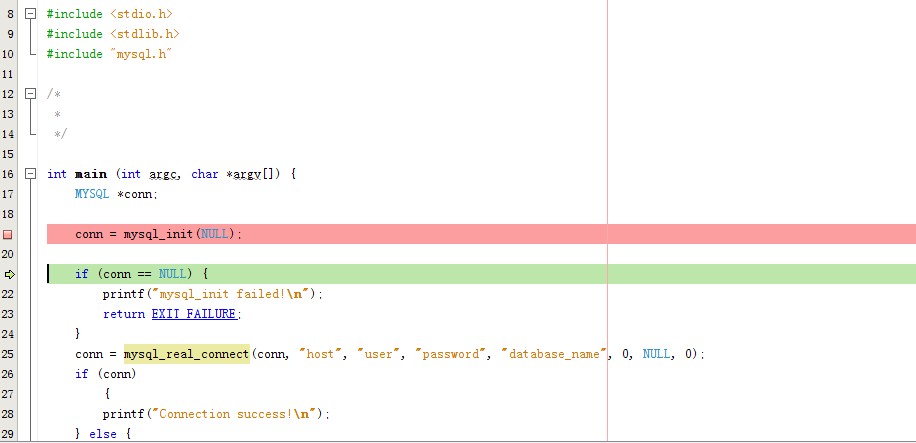 8 #include <stdio.h>
9 #include <stdlib.h>
10 #include "mysql.h"
11
12 /*
13 *
14 */
15
16 int main (int argc, char *argv[]) {
17 MYSQL *conn;
18
conn = mysql_init(NULL);
20
if (conn == NULL) {
22 printf("mysql_init failed!\n");
23 return EXIT_FAILURE;
24 }
25 conn = mysql_real_connect(conn, "host", "user", "password", "database_name", 0, NULL, 0);
26 if (conn)
27 {
28 printf("Connection success!\n");
29 } else {